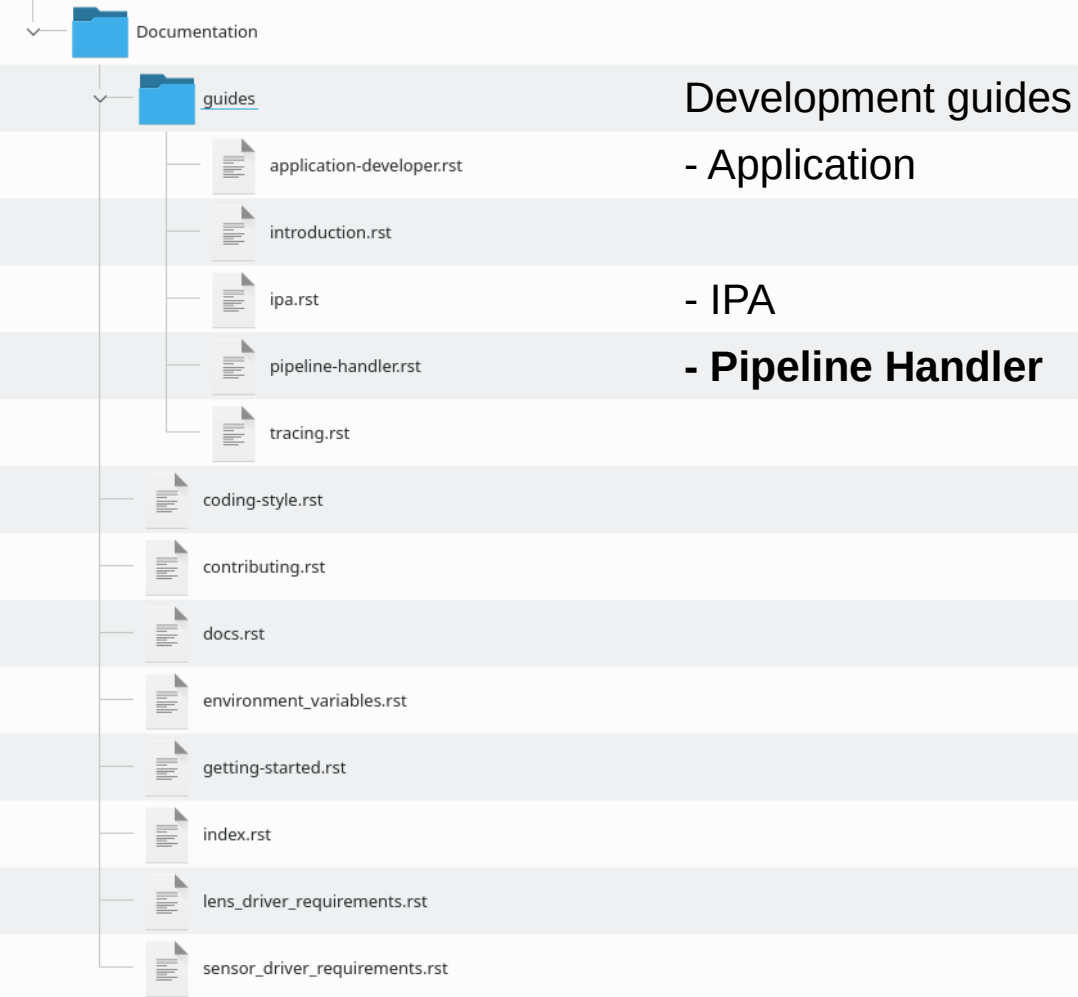 Documentation
guides Development guides
application-developer.rst - Application
introduction.rst
ipa.rst - IPA
pipeline-handler.rst - Pipeline Handler
tracing.rst
coding-style.rst
contributing.rst
docs.rst
environment_variables.rst
getting-started.rst
index.rst
lens_driver_requirements.rst
sensor_driver_requirements.rst